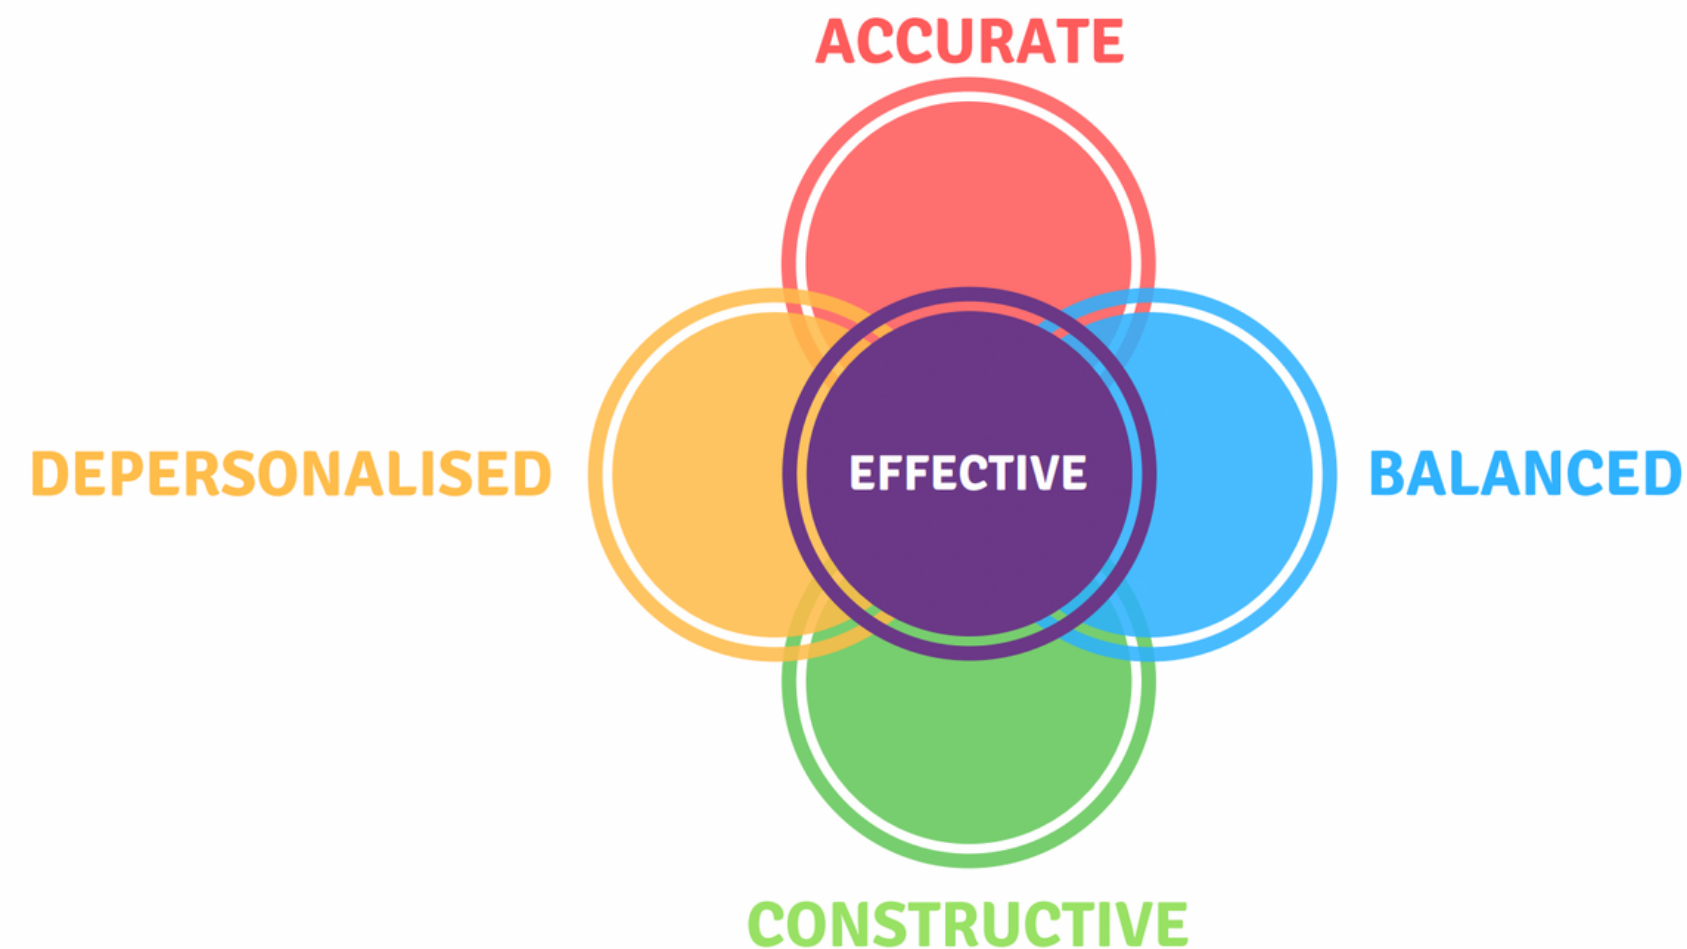 ACCURATE
DEPERSONALISED
EFFECTIVE
BALANCED
CONSTRUCTIVE